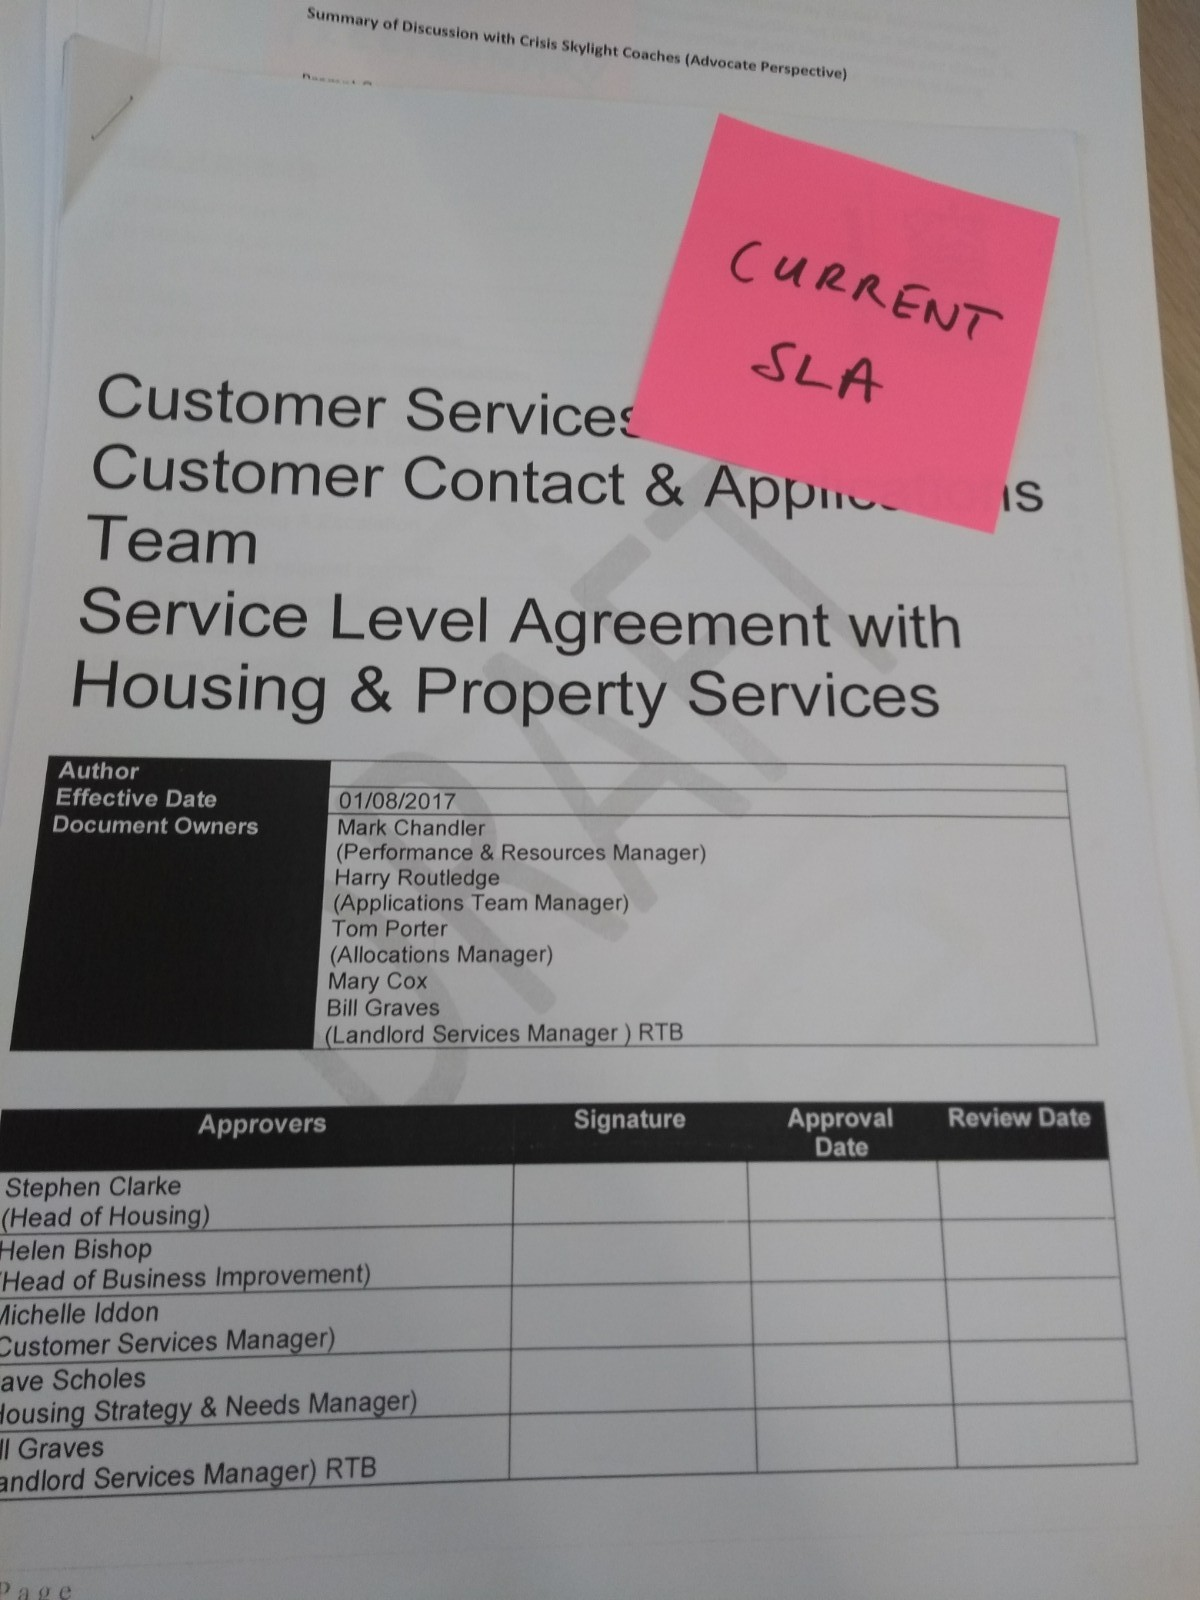 Summary of Discussion with Crisis Skylight Coaches (Advocate Perspective)
CURRENT
SLA
Customer Services
Customer Contact & Applications
Team
Service Level Agreement with
Housing & Property Services
DRAFT
Author
Effective Date 01/08/2017
Document Owners Mark Chandler
(Performance & Resources Manager)
Harry Routledge
(Applications Team Manager)
Tom Porter
(Allocations Manager)
Mary Cox
Bill Graves
(Landlord Services Manager ) RTB
Approvers Signature Approval Date Review Date
Stephen Clarke
(Head of Housing)
Helen Bishop
(Head of Business Improvement)
Michelle Iddon
Customer Services Manager)
ave Scholes
ousing Strategy & Needs Manager)
ll Graves
andlord Services Manager) RTB
Page